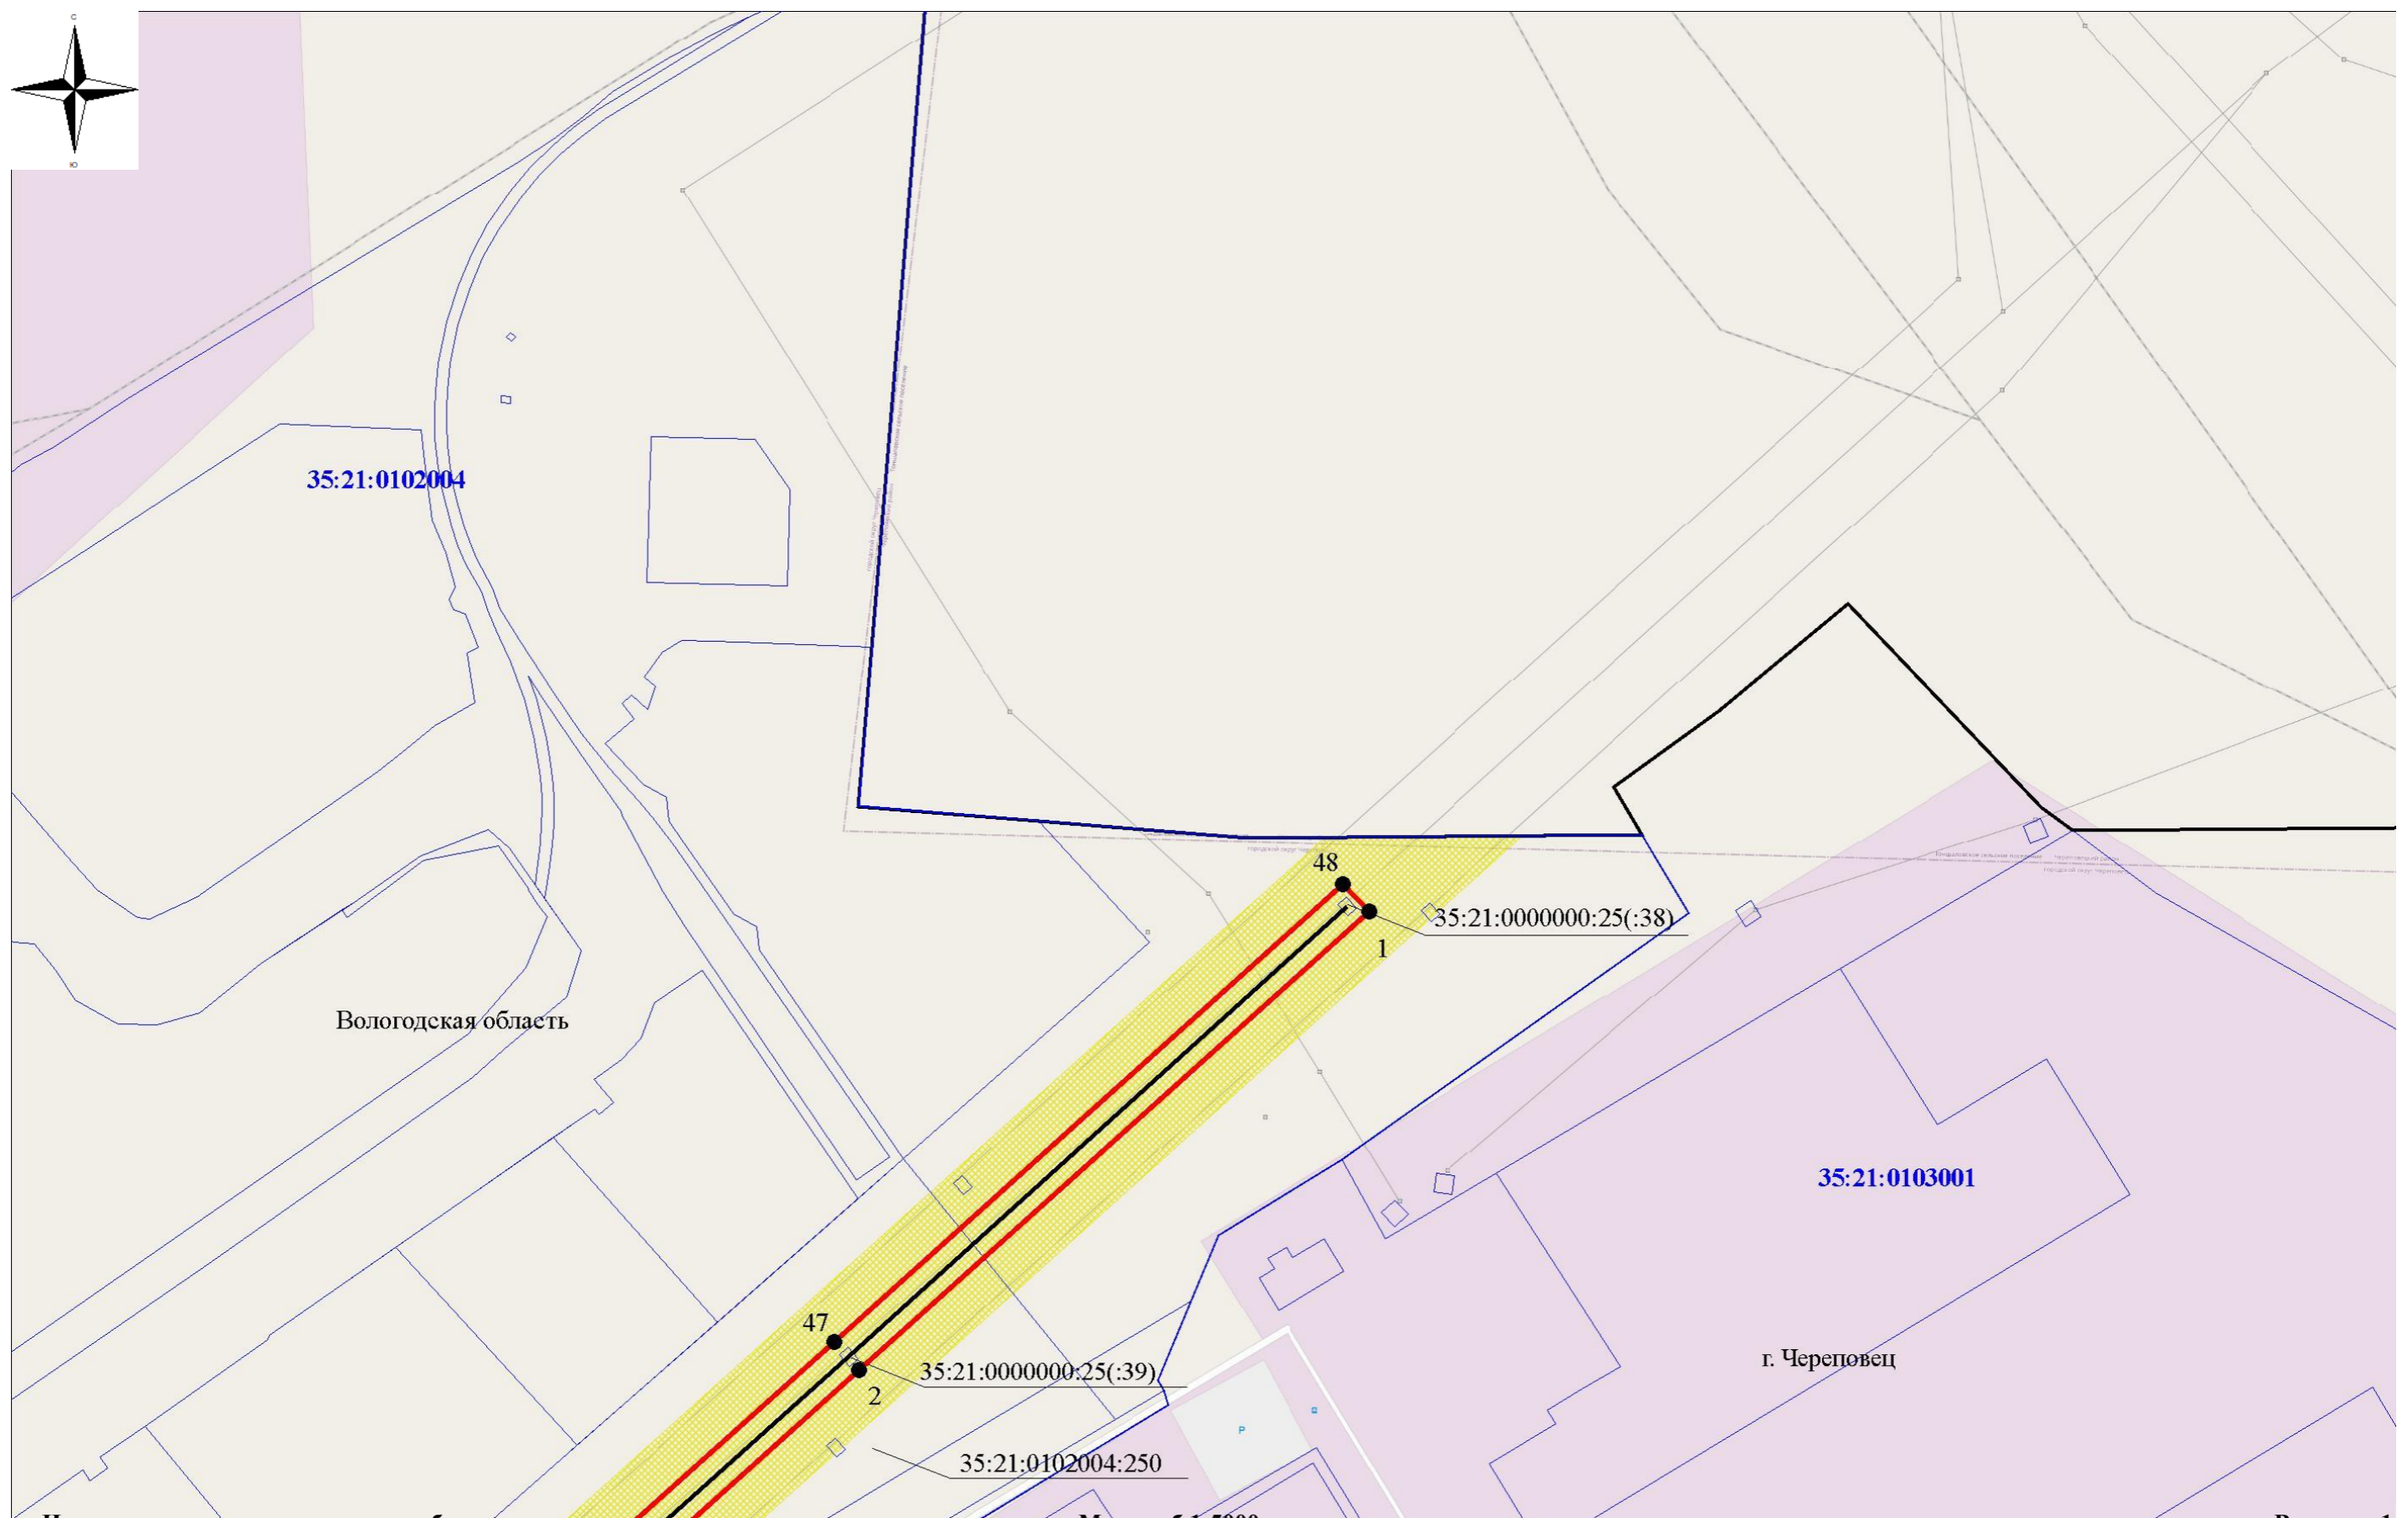 С
Ю
35:21:0102004
48
35:21:0000000:25(:38)
1
Вологодская область
35:21:0103001
47
г. Череповец
35:21:0000000:25(:39)
2
P
35:21:0102004:250